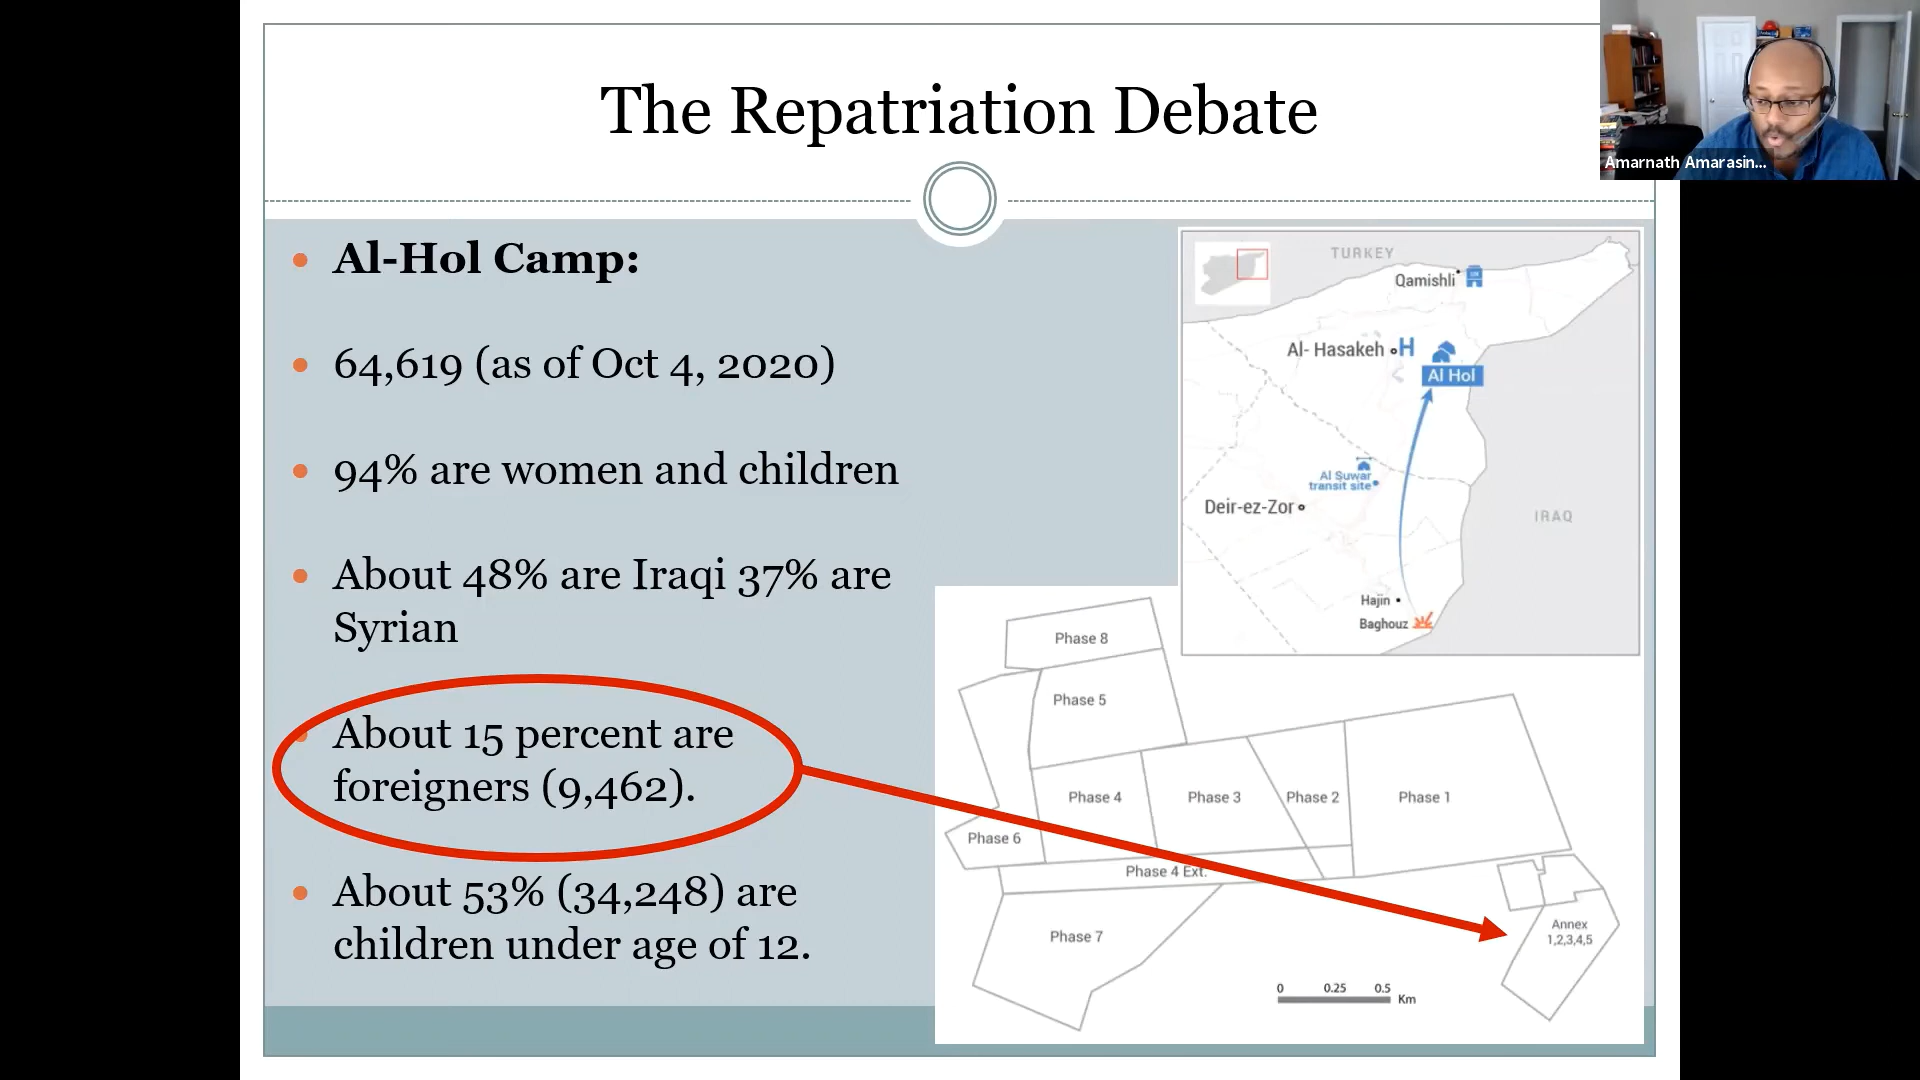 The Repatriation Debate
Amarnath Amarasin...
Al-Hol Camp:
64,619 (as of Oct 4, 2020)
94% are women and children
About 48% are Iraqi 37% are
Syrian
About 15 percent are
foreigners (9,462).
About 53% (34,248) are
children under age of 12.
TURKEY
Qamishli
Al- Hasakeh
H
Al Hol
Al Suwar
transit site
Deir-ez-Zor
IRAQ
Hajin
Baghouz
Phase 8
Phase 5
Phase 4
Phase 3
Phase 2
Phase 1
Phase 6
Phase 4 Ext.
Phase 7
Annex
1,2,3,4,5
0 0.25 0.5
Km